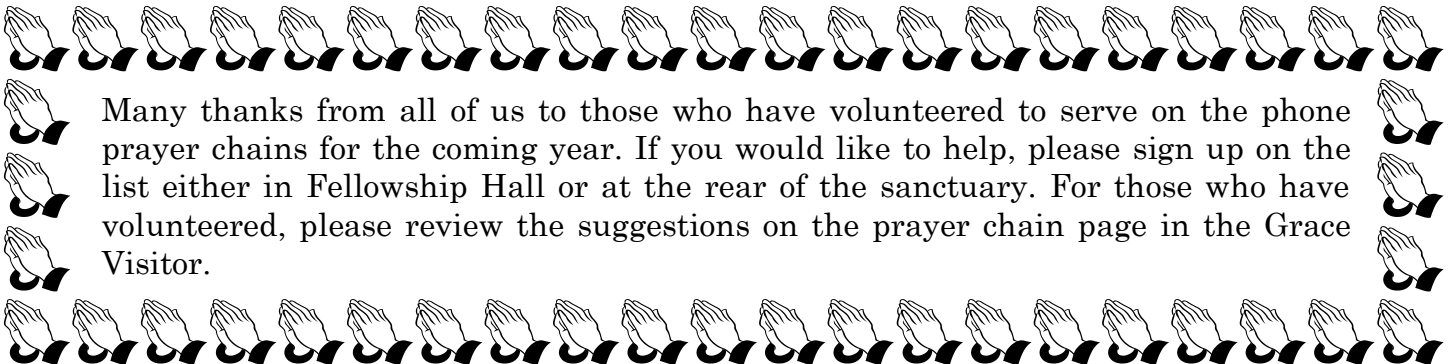 Many thanks from all of us to those who have volunteered to serve on the phone
prayer chains for the coming year. If you would like to help, please sign up on the
list either in Fellowship Hall or at the rear of the sanctuary. For those who have
volunteered, please review the suggestions on the prayer chain page in the Grace
Visitor.